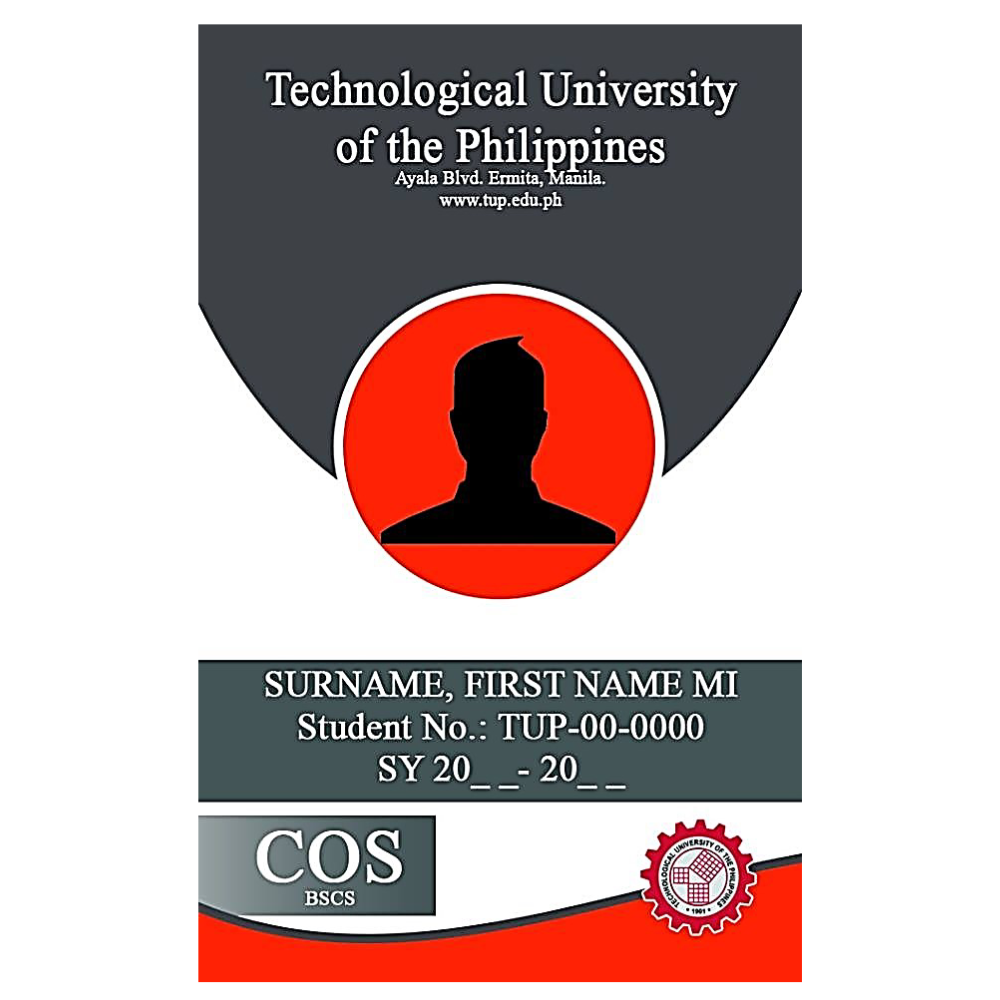 Technological University
of the Philippines
Ayala Blvd. Ermita, Manila.
www.tup.edu.ph
SURNAME, FIRST NAME MI
Student No.: TUP-00-0000
SY 20_ _- 20_ _
COS
BSCS
TECHNOLOGICAL UNIVERSITY OF THE PHILIPPINES
• 1901 •